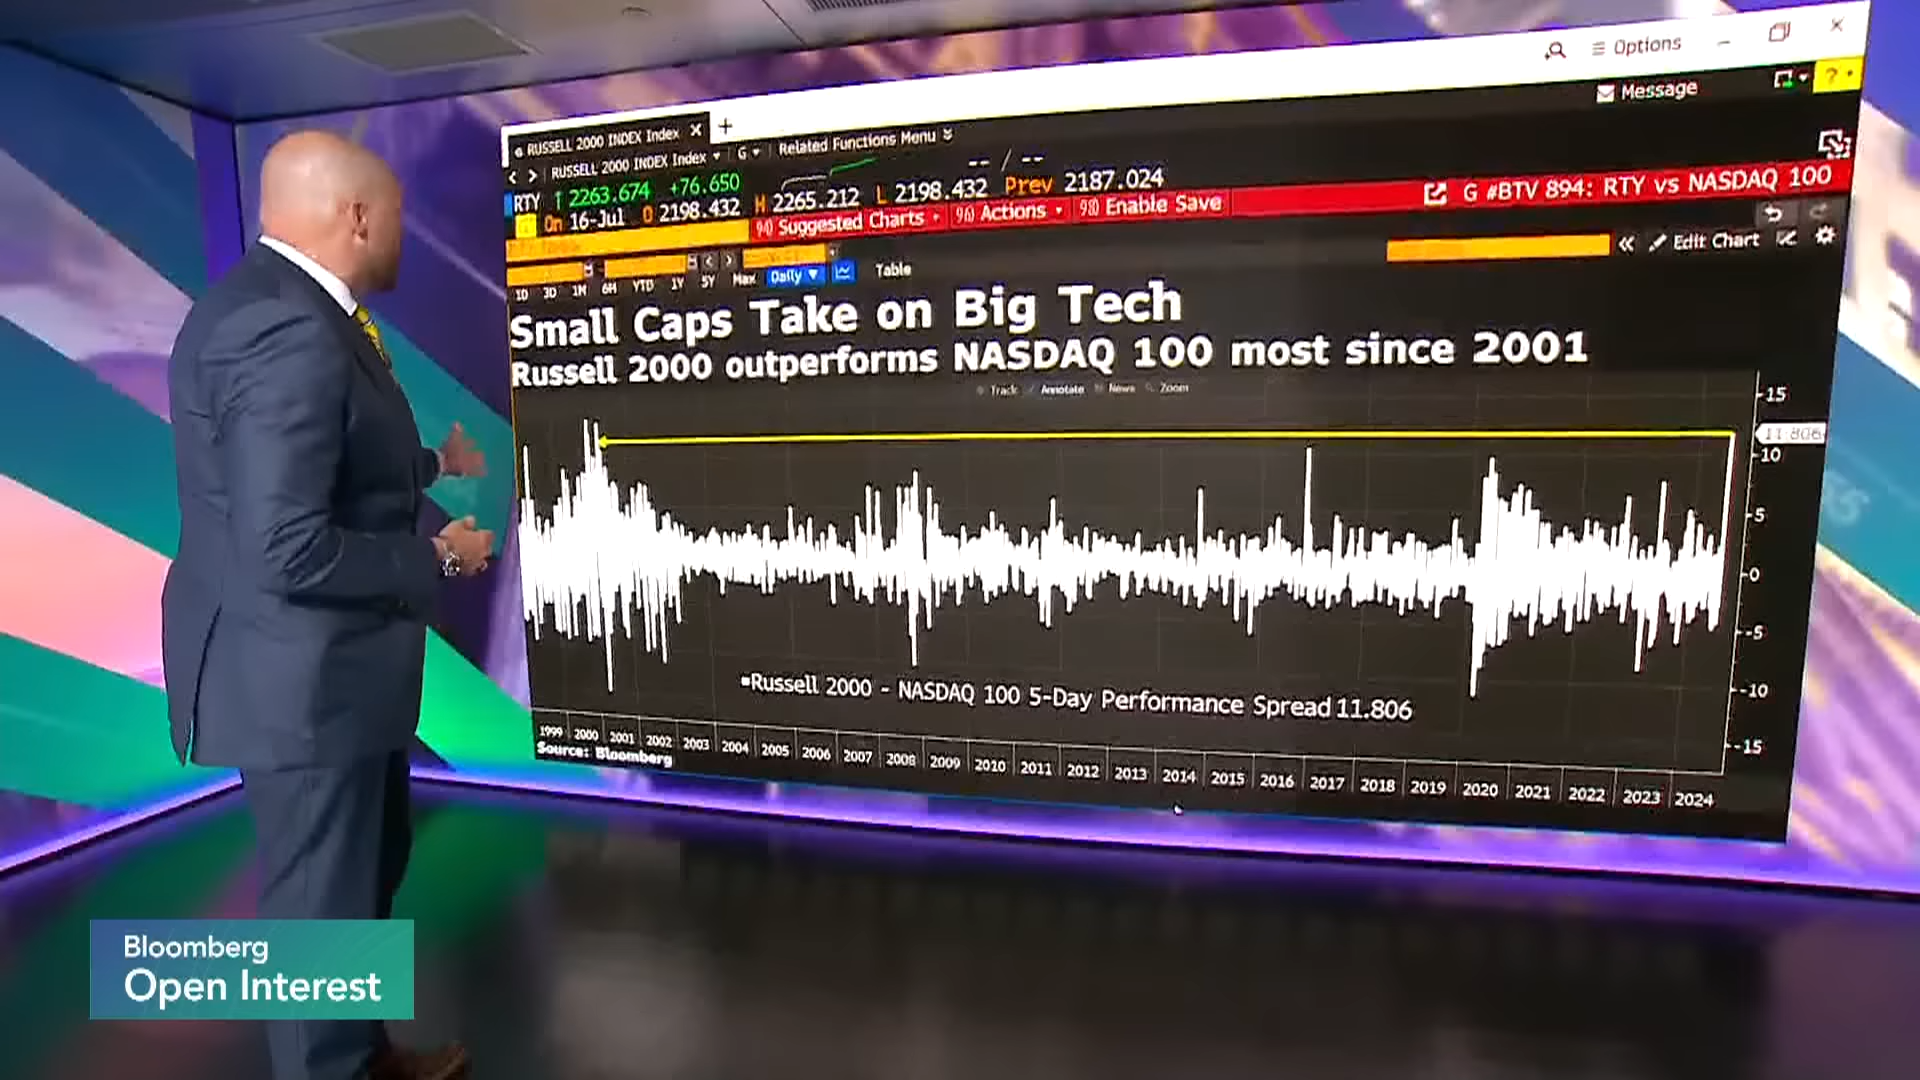 Options
Message
?
RUSSELL 2000 INDEX Index × +
< > RUSSELL 2000 INDEX Index G Related Functions Menu
RTY ↑ 2263.674 +76.650 -- / --
On 16-Jul O 2198.432 H 2265.212 L 2198.432 Prev 2187.024
94) Suggested Charts 96) Actions 98) Enable Save G #BTV 894: RTY vs NASDAQ 100
« Edit Chart
1D 3D 1M 6M YTD 1Y 5Y Max Daily ▼ Table
Small Caps Take on Big Tech
Russell 2000 outperforms NASDAQ 100 most since 2001
Track Annotate News Zoom
15
11.806
10
5
0
-5
-10
-15
Russell 2000 - NASDAQ 100 5-Day Performance Spread 11.806
1999 2000 2001 2002 2003 2004 2005 2006 2007 2008 2009 2010 2011 2012 2013 2014 2015 2016 2017 2018 2019 2020 2021 2022 2023 2024
Source: Bloomberg
Bloomberg
Open Interest